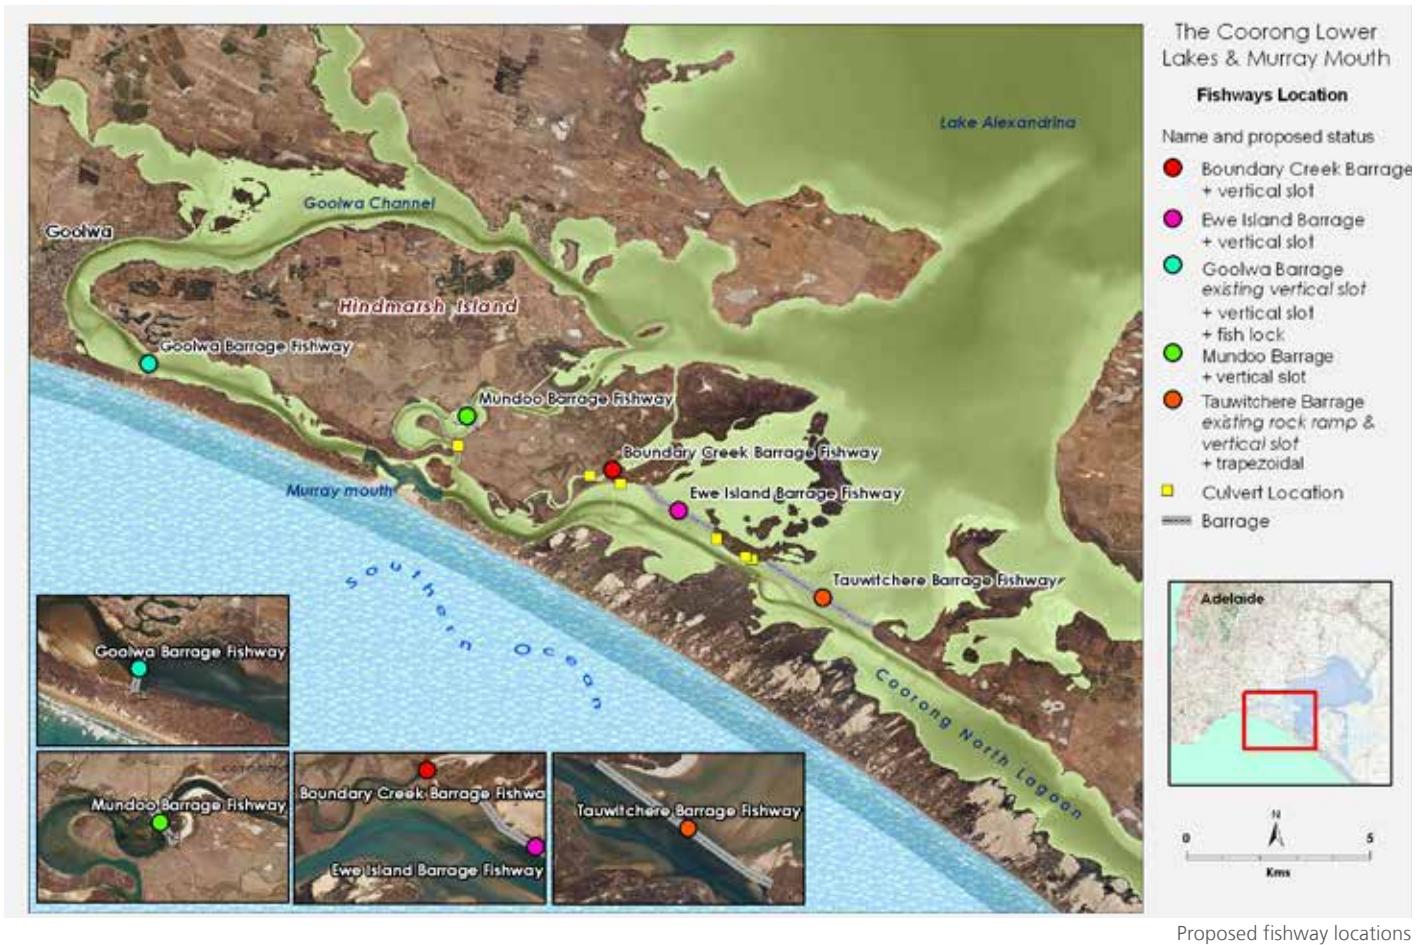 The Coorong Lower
Lakes & Murray Mouth
Fishways Location
Name and proposed status
Boundary Creek Barrage
+ vertical slot
Ewe Island Barrage
+ vertical slot
Goolwa Barrage
existing vertical slot
+ vertical slot
+ fish lock
Mundoo Barrage
+ vertical slot
Tauwitchere Barrage
existing rock ramp &
vertical slot
+ trapezoidal
Culvert Location
Barrage
Adelaide
N
0 5
Kms
Lake Alexandrina
Goolwa Channel
Goolwa
Hindmarsh Island
Goolwa Barrage Fishway
Mundoo Barrage Fishway
Boundary Creek Barrage Fishway
Murray mouth
Ewe Island Barrage Fishway
Tauwitchere Barrage Fishway
Southern Ocean
Coorong North Lagoon
Goolwa Barrage Fishway
Mundoo Barrage Fishway
Boundary Creek Barrage Fishwa
Ewe Island Barrage Fishway
Tauwitchere Barrage Fishway
Proposed fishway locations